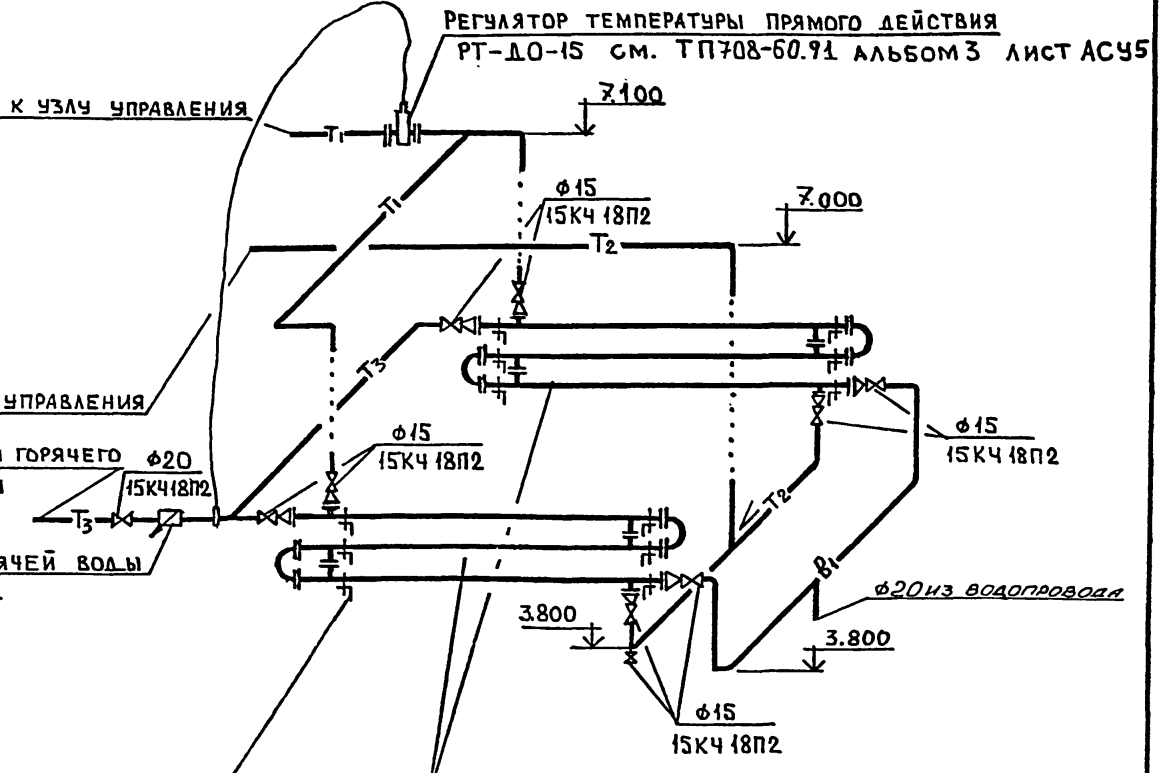 РЕГУЛЯТОР ТЕМПЕРАТУРЫ ПРЯМОГО ДЕЙСТВИЯ
РТ-ДО-15 СМ. ТП708-60.91 АЛЬБОМ 3 ЛИСТ АСУ5
К УЗЛУ УПРАВЛЕНИЯ
7.100
Т1
Т1
Ф15
15КЧ 18П2
7.000
Т2
Т3
УПРАВЛЕНИЯ
ГОРЯЧЕГО
Ф20
15КЧ18П2
Ф15
15КЧ 18П2
Ф15
15КЧ 18П2
Т3
Т2
ЯЧЕЙ ВОДЫ
В1
Ф20 ИЗ ВОДОПРОВОДА
3.800
3.800
Ф15
15КЧ 18П2